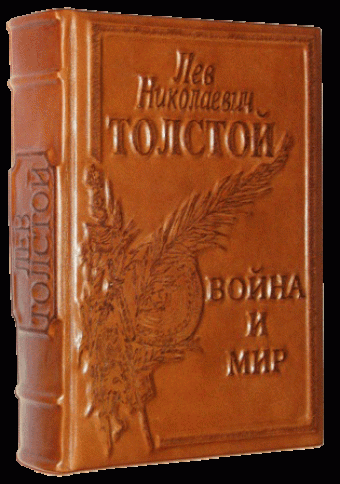 Лев
Николаевич
ТОЛСТОЙ
ВОЙНА
И
МИР
ЛЕВ
ТОЛСТОЙ